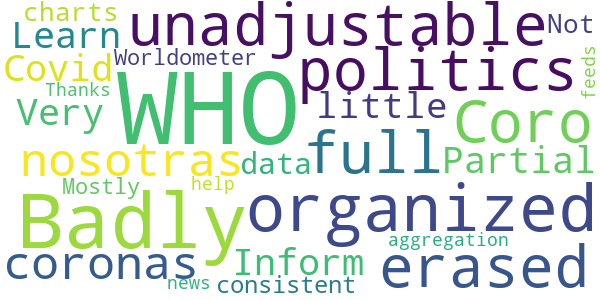 charts
unadjustable
Not
Learn
Worldometer
politics
feeds
Covid
Thanks
WHO
little
Coro
Very
nosotras
data
full
Partial
Mostly
help
Badly
organized
aggregation
coronas
Inform
erased
news
consistent